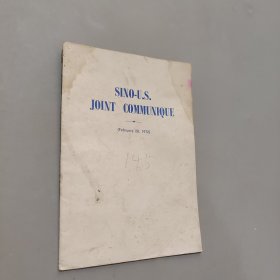 SINO-U.S.
JOINT COMMUNIQUE
(February 28, 1972)
145